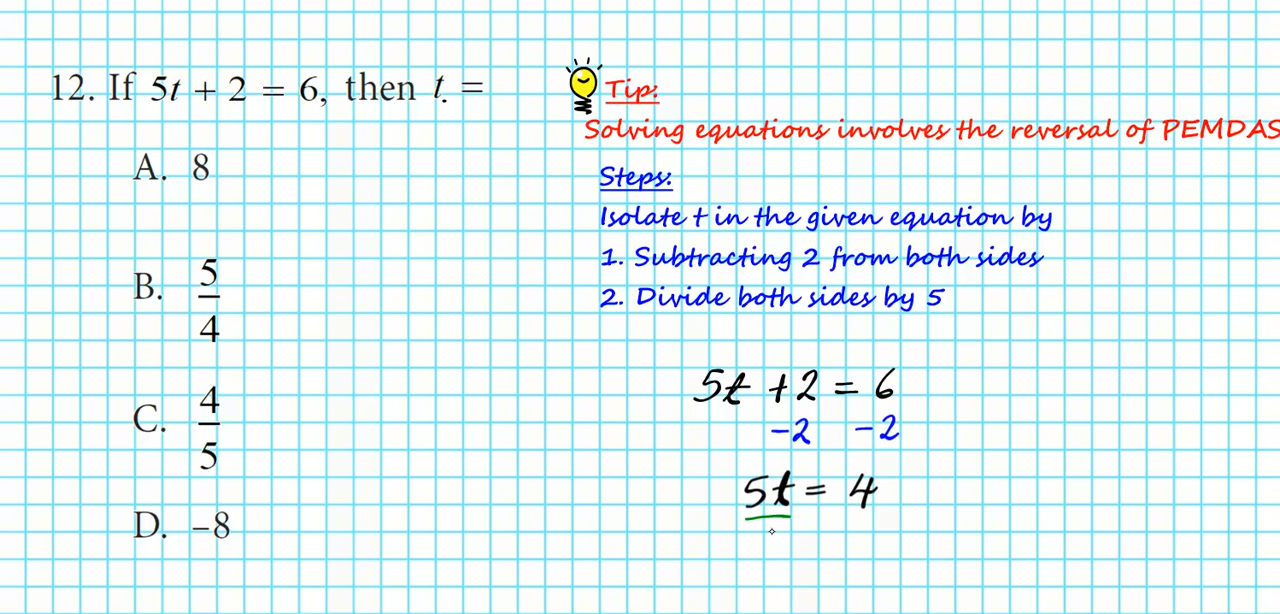 12. If 5t + 2 = 6, then t. =
A. 8
B. 5/4
C. 4/5
D. −8
Tip:
Solving equations involves the reversal of PEMDAS
Steps:
Isolate t in the given equation by
1. Subtracting 2 from both sides
2. Divide both sides by 5
5t + 2 = 6
−2 −2
5t = 4